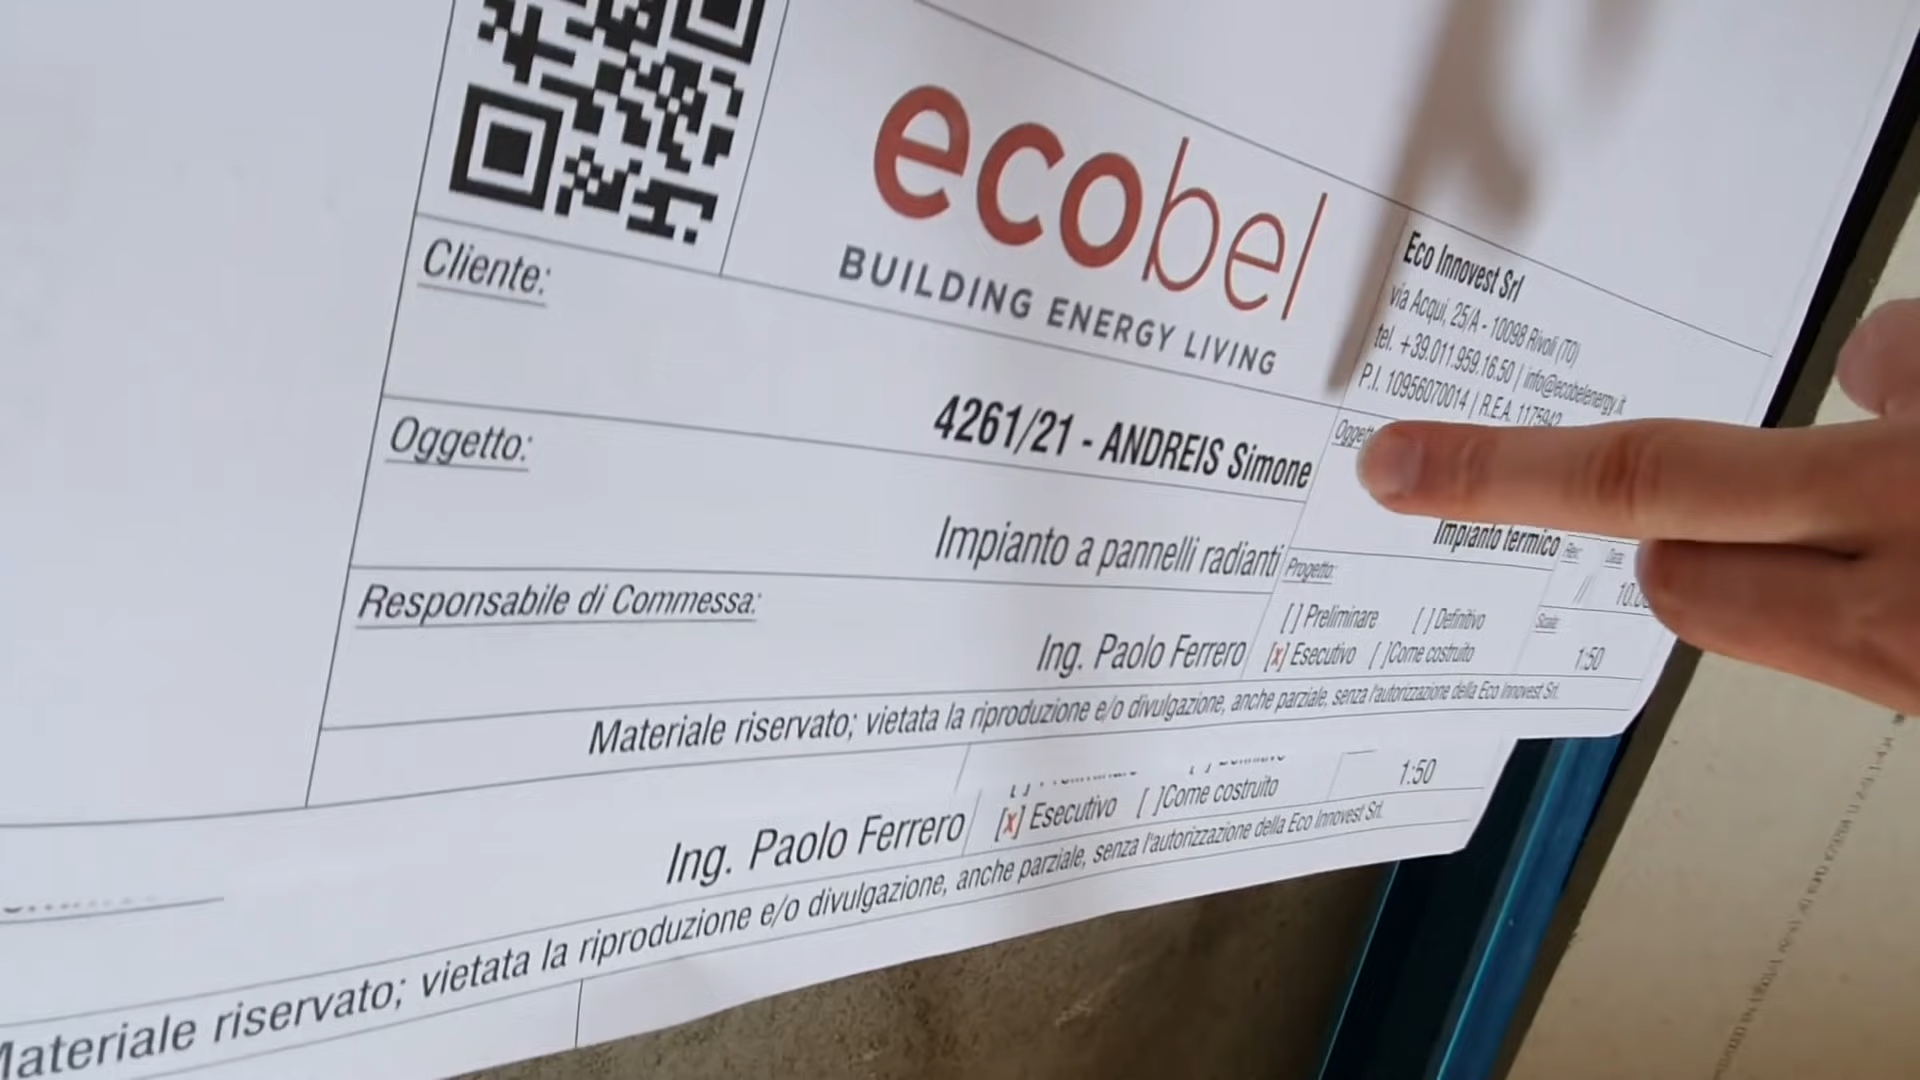 ecobel
BUILDING ENERGY LIVING
Eco Innovest Srl
via Acqui, 25/A - 10098 Rivoli (TO)
tel. +39.011.959.16.50 | info@ecobelenergy.it
P.I. 10956070014 | R.E.A. 1175942
Cliente:
4261/21 - ANDREIS Simone
Oggetto:
Impianto a pannelli radianti
Impianto termico
Responsabile di Commessa:
Ing. Paolo Ferrero
Progetto:
[ ] Preliminare [ ] Definitivo
[x] Esecutivo [ ]Come costruito
Rev.: Data:
//
Scala:
1:50
Materiale riservato; vietata la riproduzione e/o divulgazione, anche parziale, senza l'autorizzazione della Eco Innovest Srl.
Ing. Paolo Ferrero
[x] Esecutivo [ ]Come costruito
1:50
Materiale riservato; vietata la riproduzione e/o divulgazione, anche parziale, senza l'autorizzazione della Eco Innovest Srl.